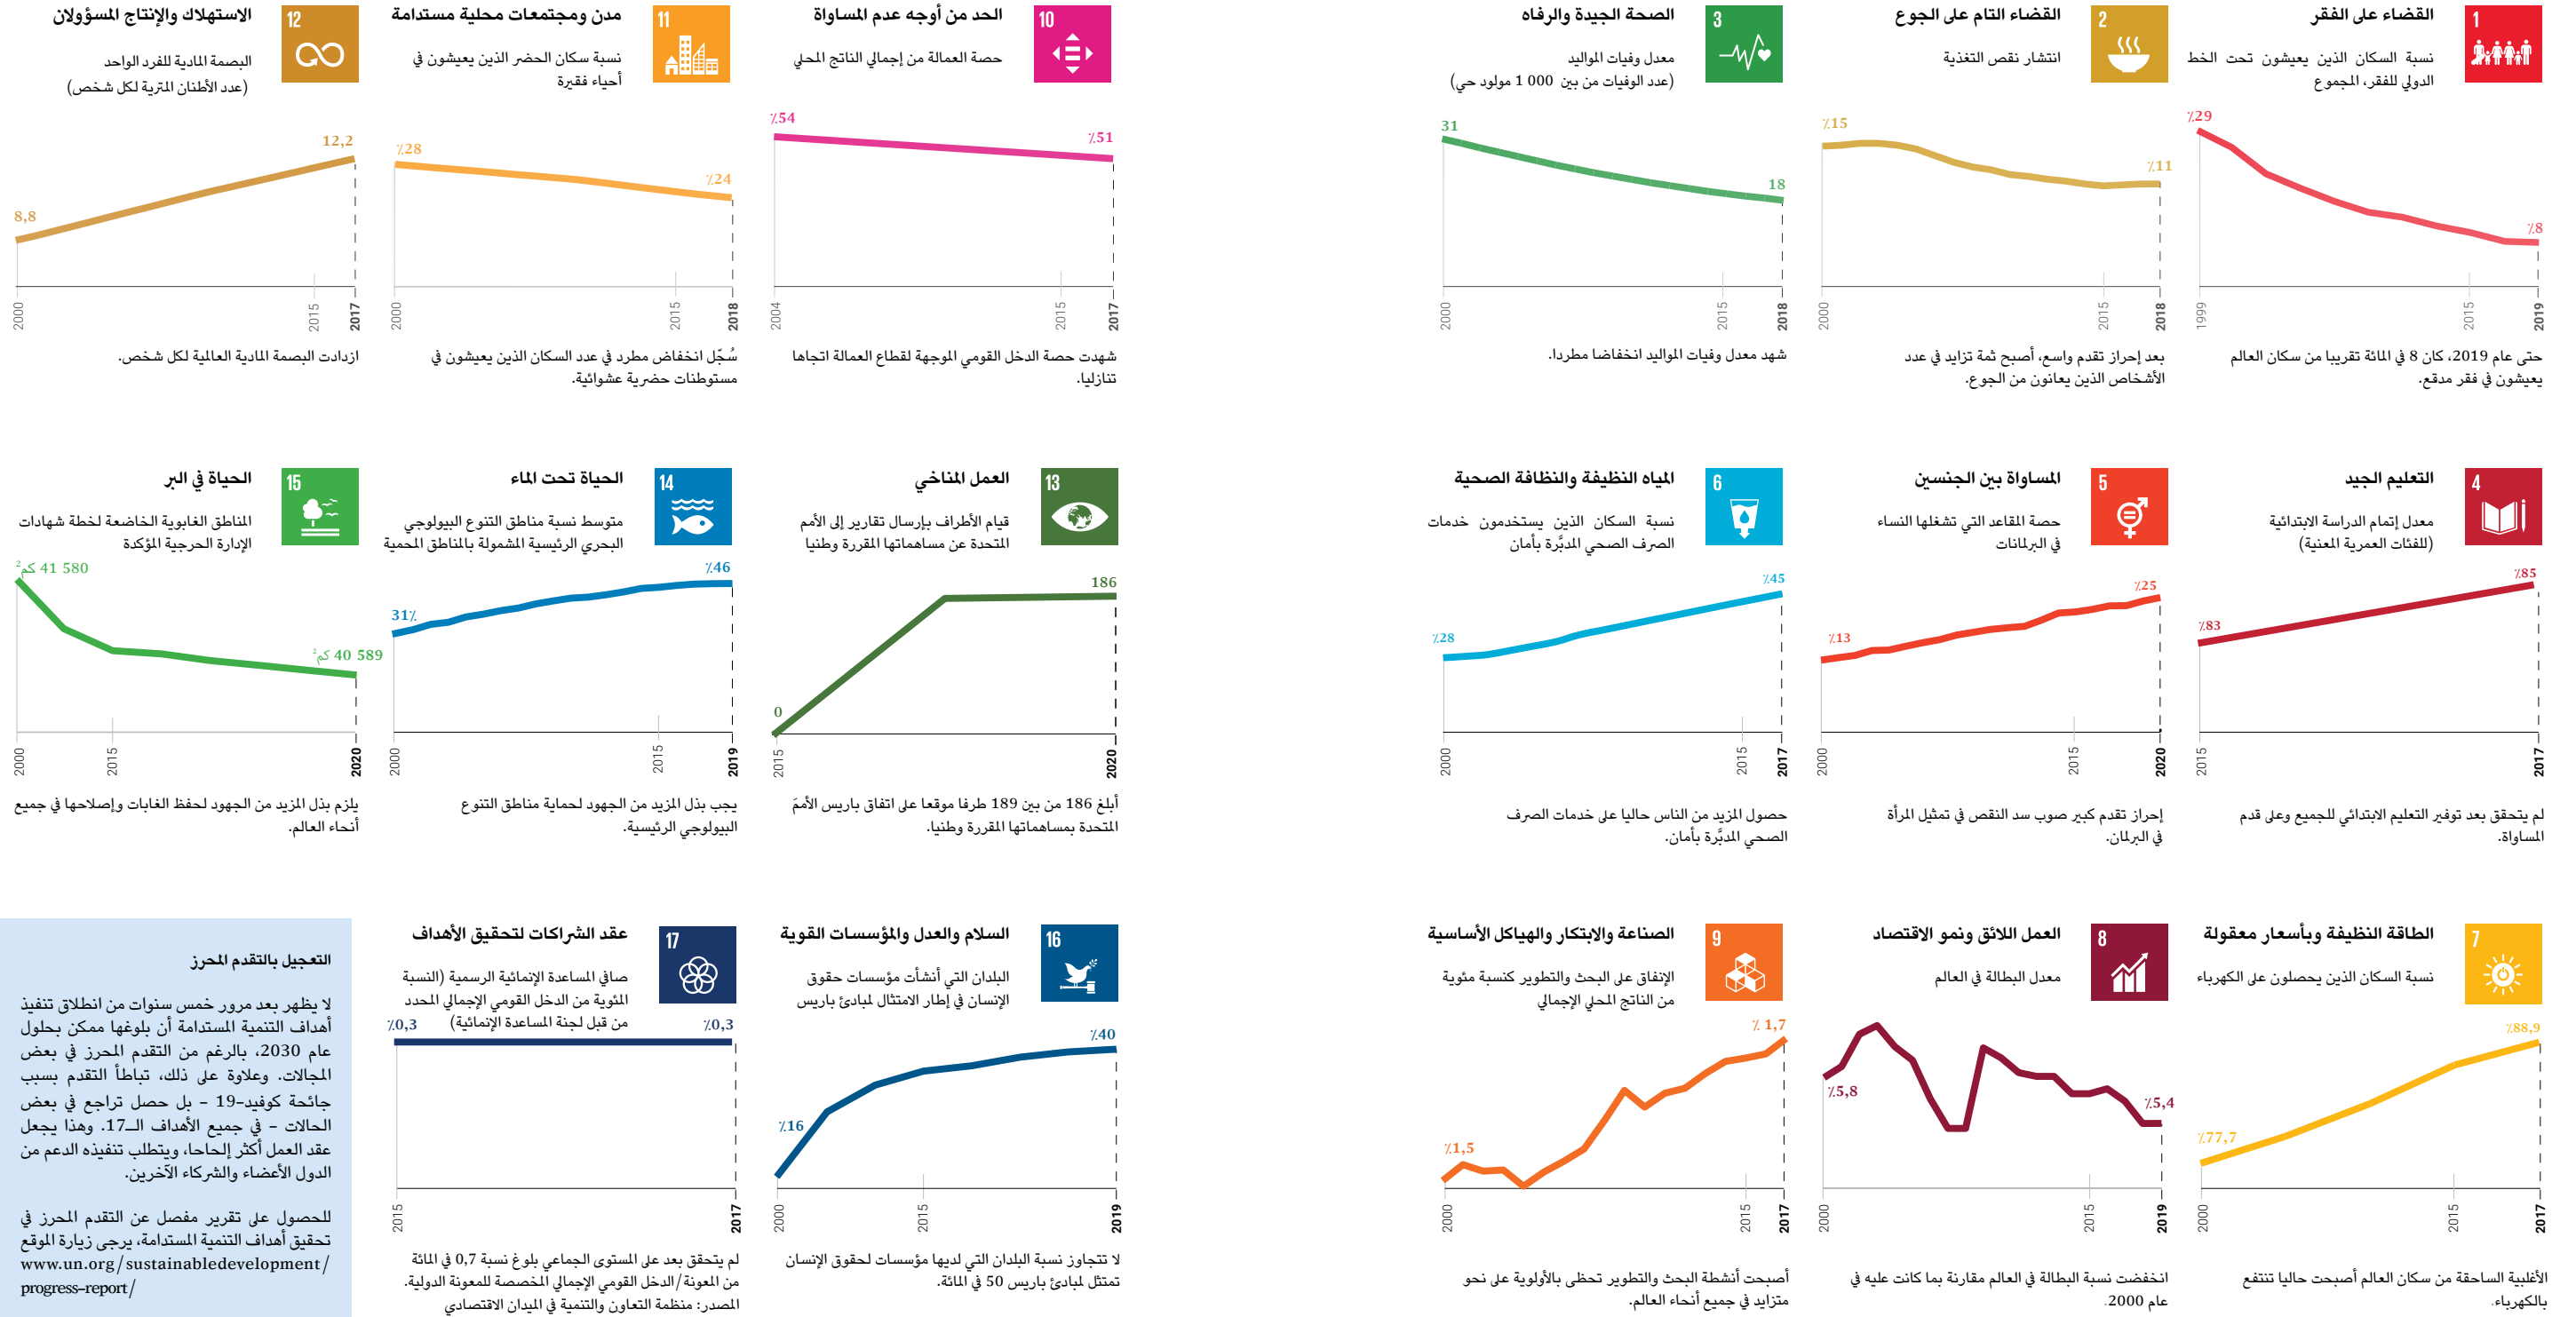 1
القضاء على الفقر
نسبة السكان الذين يعيشون تحت الخط
الدولي للفقر، المجموع
٪29
٪8
1999
2015
2019
حتى عام 2019، كان 8 في المائة تقريبا من سكان العالم
يعيشون في فقر مدقع.
2
القضاء التام على الجوع
انتشار نقص التغذية
٪15
٪11
2000
2015
2018
بعد إحراز تقدم واسع، أصبح ثمة تزايد في عدد
الأشخاص الذين يعانون من الجوع.
3
الصحة الجيدة والرفاه
معدل وفيات المواليد
(عدد الوفيات من بين 000 1 مولود حي)
31
18
2000
2015
2018
شهد معدل وفيات المواليد انخفاضا مطردا.
10
الحد من أوجه عدم المساواة
حصة العمالة من إجمالي الناتج المحلي
٪54
٪51
2004
2015
2017
شهدت حصة الدخل القومي الموجهة لقطاع العمالة اتجاها
تنازليا.
11
مدن ومجتمعات محلية مستدامة
نسبة سكان الحضر الذين يعيشون في
أحياء فقيرة
٪28
٪24
2000
2015
2018
سُجّل انخفاض مطرد في عدد السكان الذين يعيشون في
مستوطنات حضرية عشوائية.
12
الاستهلاك والإنتاج المسؤولان
البصمة المادية للفرد الواحد
(عدد الأطنان المترية لكل شخص)
8,8
12,2
2000
2015
2017
ازدادت البصمة المادية العالمية لكل شخص.
4
التعليم الجيد
معدل إتمام الدراسة الابتدائية
(للفئات العمرية المعنية)
٪83
٪85
2015
2017
لم يتحقق بعد توفير التعليم الابتدائي للجميع وعلى قدم
المساواة.
5
المساواة بين الجنسين
حصة المقاعد التي تشغلها النساء
في البرلمانات
٪13
٪25
2000
2015
2020
إحراز تقدم كبير صوب سد النقص في تمثيل المرأة
في البرلمان.
6
المياه النظيفة والنظافة الصحية
نسبة السكان الذين يستخدمون خدمات
الصرف الصحي المدبَّرة بأمان
٪28
٪45
2000
2015
2017
حصول المزيد من الناس حاليا على خدمات الصرف
الصحي المدبَّرة بأمان.
13
العمل المناخي
قيام الأطراف بإرسال تقارير إلى الأمم
المتحدة عن مساهماتها المقررة وطنيا
0
186
2015
2020
أبلغ 186 من بين 189 طرفا موقعا على اتفاق باريس الأممَ
المتحدة بمساهماتها المقررة وطنيا.
14
الحياة تحت الماء
متوسط نسبة مناطق التنوع البيولوجي
البحري الرئيسية المشمولة بالمناطق المحمية
31٪
٪46
2000
2015
2019
يجب بذل المزيد من الجهود لحماية مناطق التنوع
البيولوجي الرئيسية.
15
الحياة في البر
المناطق الغابوية الخاضعة لخطة شهادات
الإدارة الحرجية المؤكدة
41 580 كم²
40 589 كم²
2000
2015
2020
يلزم بذل المزيد من الجهود لحفظ الغابات وإصلاحها في جميع
أنحاء العالم.
7
الطاقة النظيفة وبأسعار معقولة
نسبة السكان الذين يحصلون على الكهرباء
٪77,7
٪88,9
2000
2015
2017
الأغلبية الساحقة من سكان العالم أصبحت حاليا تنتفع
بالكهرباء.
8
العمل اللائق ونمو الاقتصاد
معدل البطالة في العالم
٪5,8
٪5,4
2000
2015
2019
انخفضت نسبة البطالة في العالم مقارنة بما كانت عليه في
عام 2000.
9
الصناعة والابتكار والهياكل الأساسية
الإنفاق على البحث والتطوير كنسبة مئوية
من الناتج المحلي الإجمالي
٪1,5
٪ 1,7
2000
2015
2017
أصبحت أنشطة البحث والتطوير تحظى بالأولوية على نحو
متزايد في جميع أنحاء العالم.
16
السلام والعدل والمؤسسات القوية
البلدان التي أنشأت مؤسسات حقوق
الإنسان في إطار الامتثال لمبادئ باريس
٪16
٪40
2000
2015
2019
لا تتجاوز نسبة البلدان التي لديها مؤسسات لحقوق الإنسان
تمتثل لمبادئ باريس 50 في المائة.
17
عقد الشراكات لتحقيق الأهداف
صافي المساعدة الإنمائية الرسمية (النسبة
المئوية من الدخل القومي الإجمالي المحدد
من قبل لجنة المساعدة الإنمائية)
٪0,3
٪0,3
2015
2017
لم يتحقق بعد على المستوى الجماعي بلوغ نسبة 0,7 في المائة
من المعونة/الدخل القومي الإجمالي المخصصة للمعونة الدولية.
المصدر: منظمة التعاون والتنمية في الميدان الاقتصادي
التعجيل بالتقدم المحرز
لا يظهر بعد مرور خمس سنوات من انطلاق تنفيذ
أهداف التنمية المستدامة أن بلوغها ممكن بحلول
عام 2030، بالرغم من التقدم المحرز في بعض
المجالات. وعلاوة على ذلك، تباطأ التقدم بسبب
جائحة كوفيد-19 - بل حصل تراجع في بعض
الحالات - في جميع الأهداف الـ17. وهذا يجعل
عقد العمل أكثر إلحاحا، ويتطلب تنفيذه الدعم من
الدول الأعضاء والشركاء الآخرين.
للحصول على تقرير مفصل عن التقدم المحرز في
تحقيق أهداف التنمية المستدامة، يرجى زيارة الموقع
www.un.org/sustainabledevelopment/
progress-report/